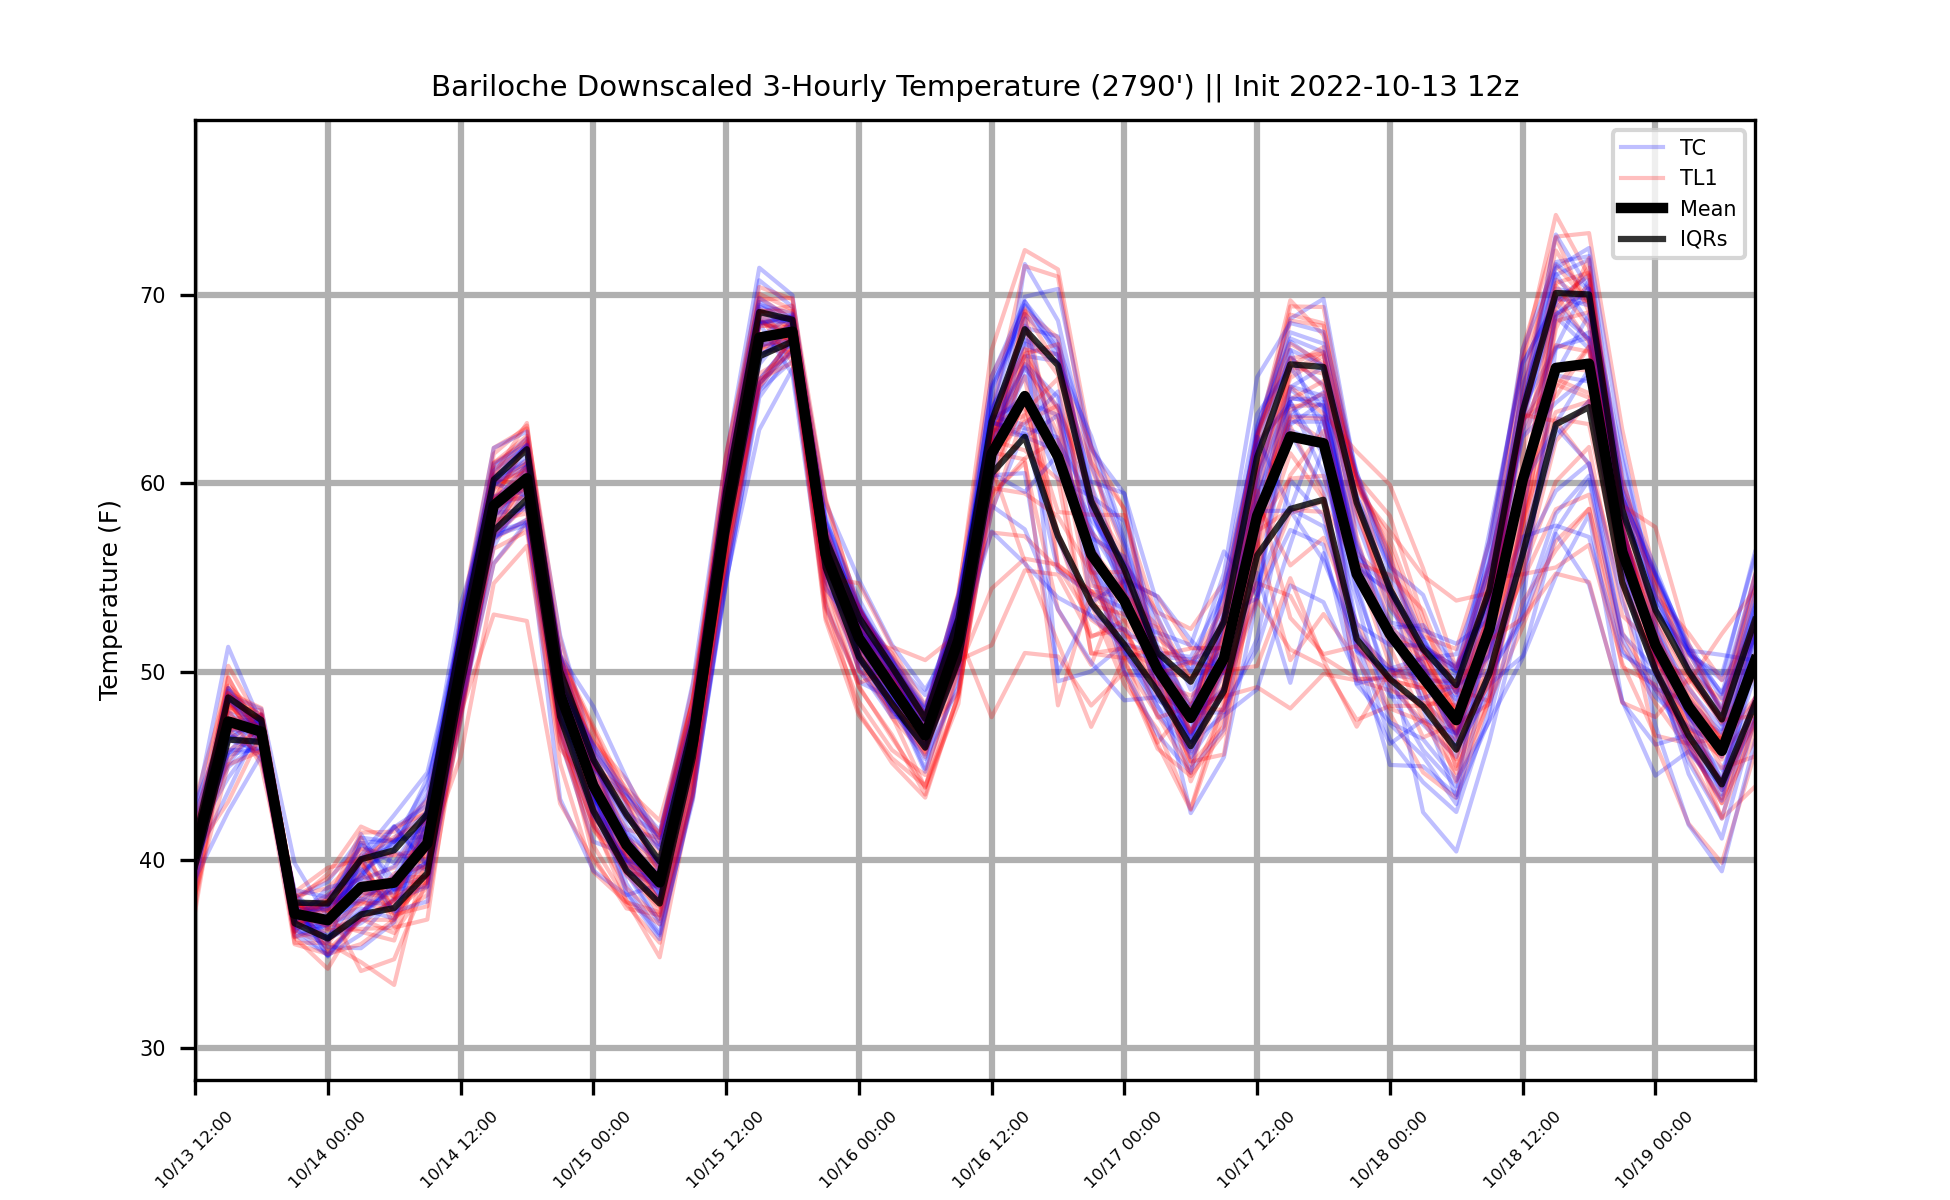 Bariloche Downscaled 3-Hourly Temperature (2790') || Init 2022-10-13 12z
TC
TL1
Mean
IQRs
Temperature (F)
70
60
50
40
30
10/13 12:00
10/14 00:00
10/14 12:00
10/15 00:00
10/15 12:00
10/16 00:00
10/16 12:00
10/17 00:00
10/17 12:00
10/18 00:00
10/18 12:00
10/19 00:00